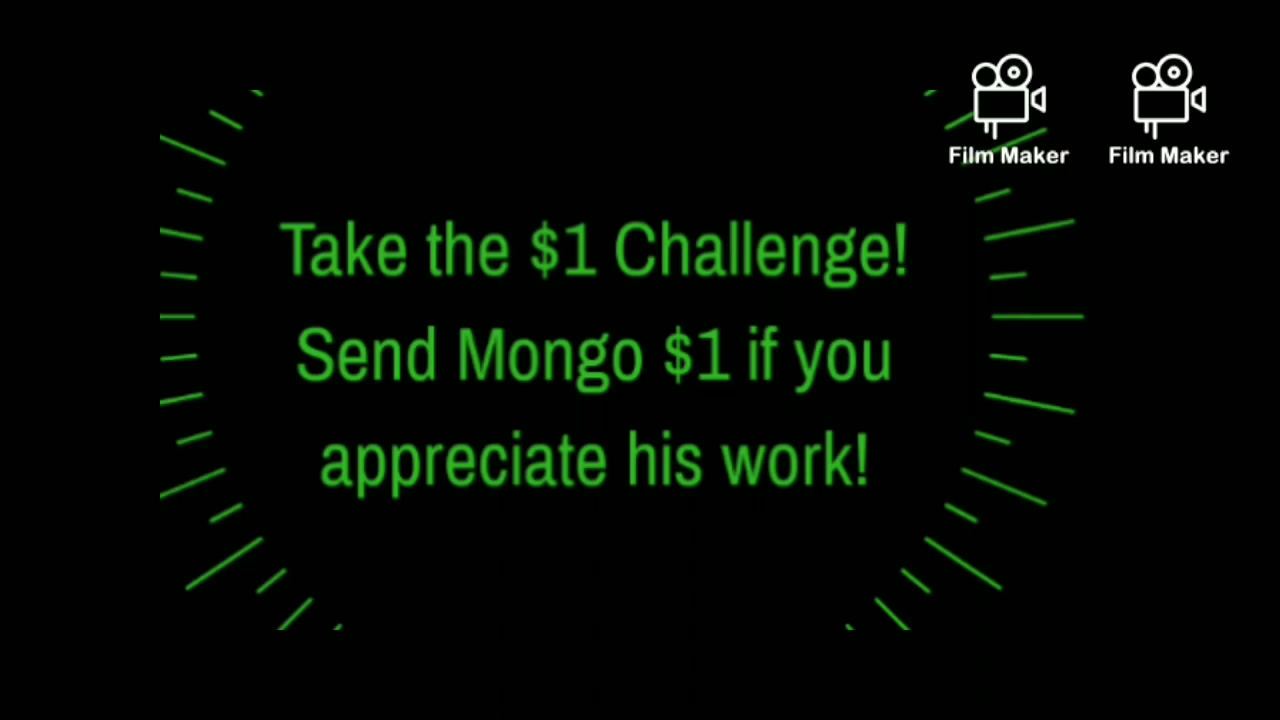 Film Maker Film Maker
Take the $1 Challenge!
Send Mongo $1 if you
appreciate his work!